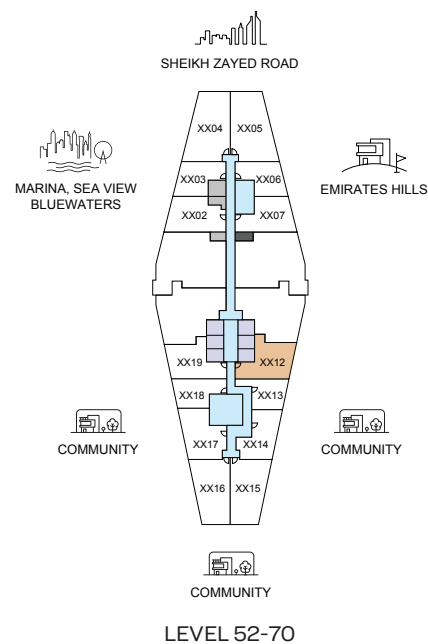 SHEIKH ZAYED ROAD
XX04 XX05
MARINA, SEA VIEW
BLUEWATERS
XX03 XX06
EMIRATES HILLS
XX02 XX07
XX19 XX12
XX18 XX13
COMMUNITY
XX17 XX14
COMMUNITY
XX16 XX15
COMMUNITY
LEVEL 52-70